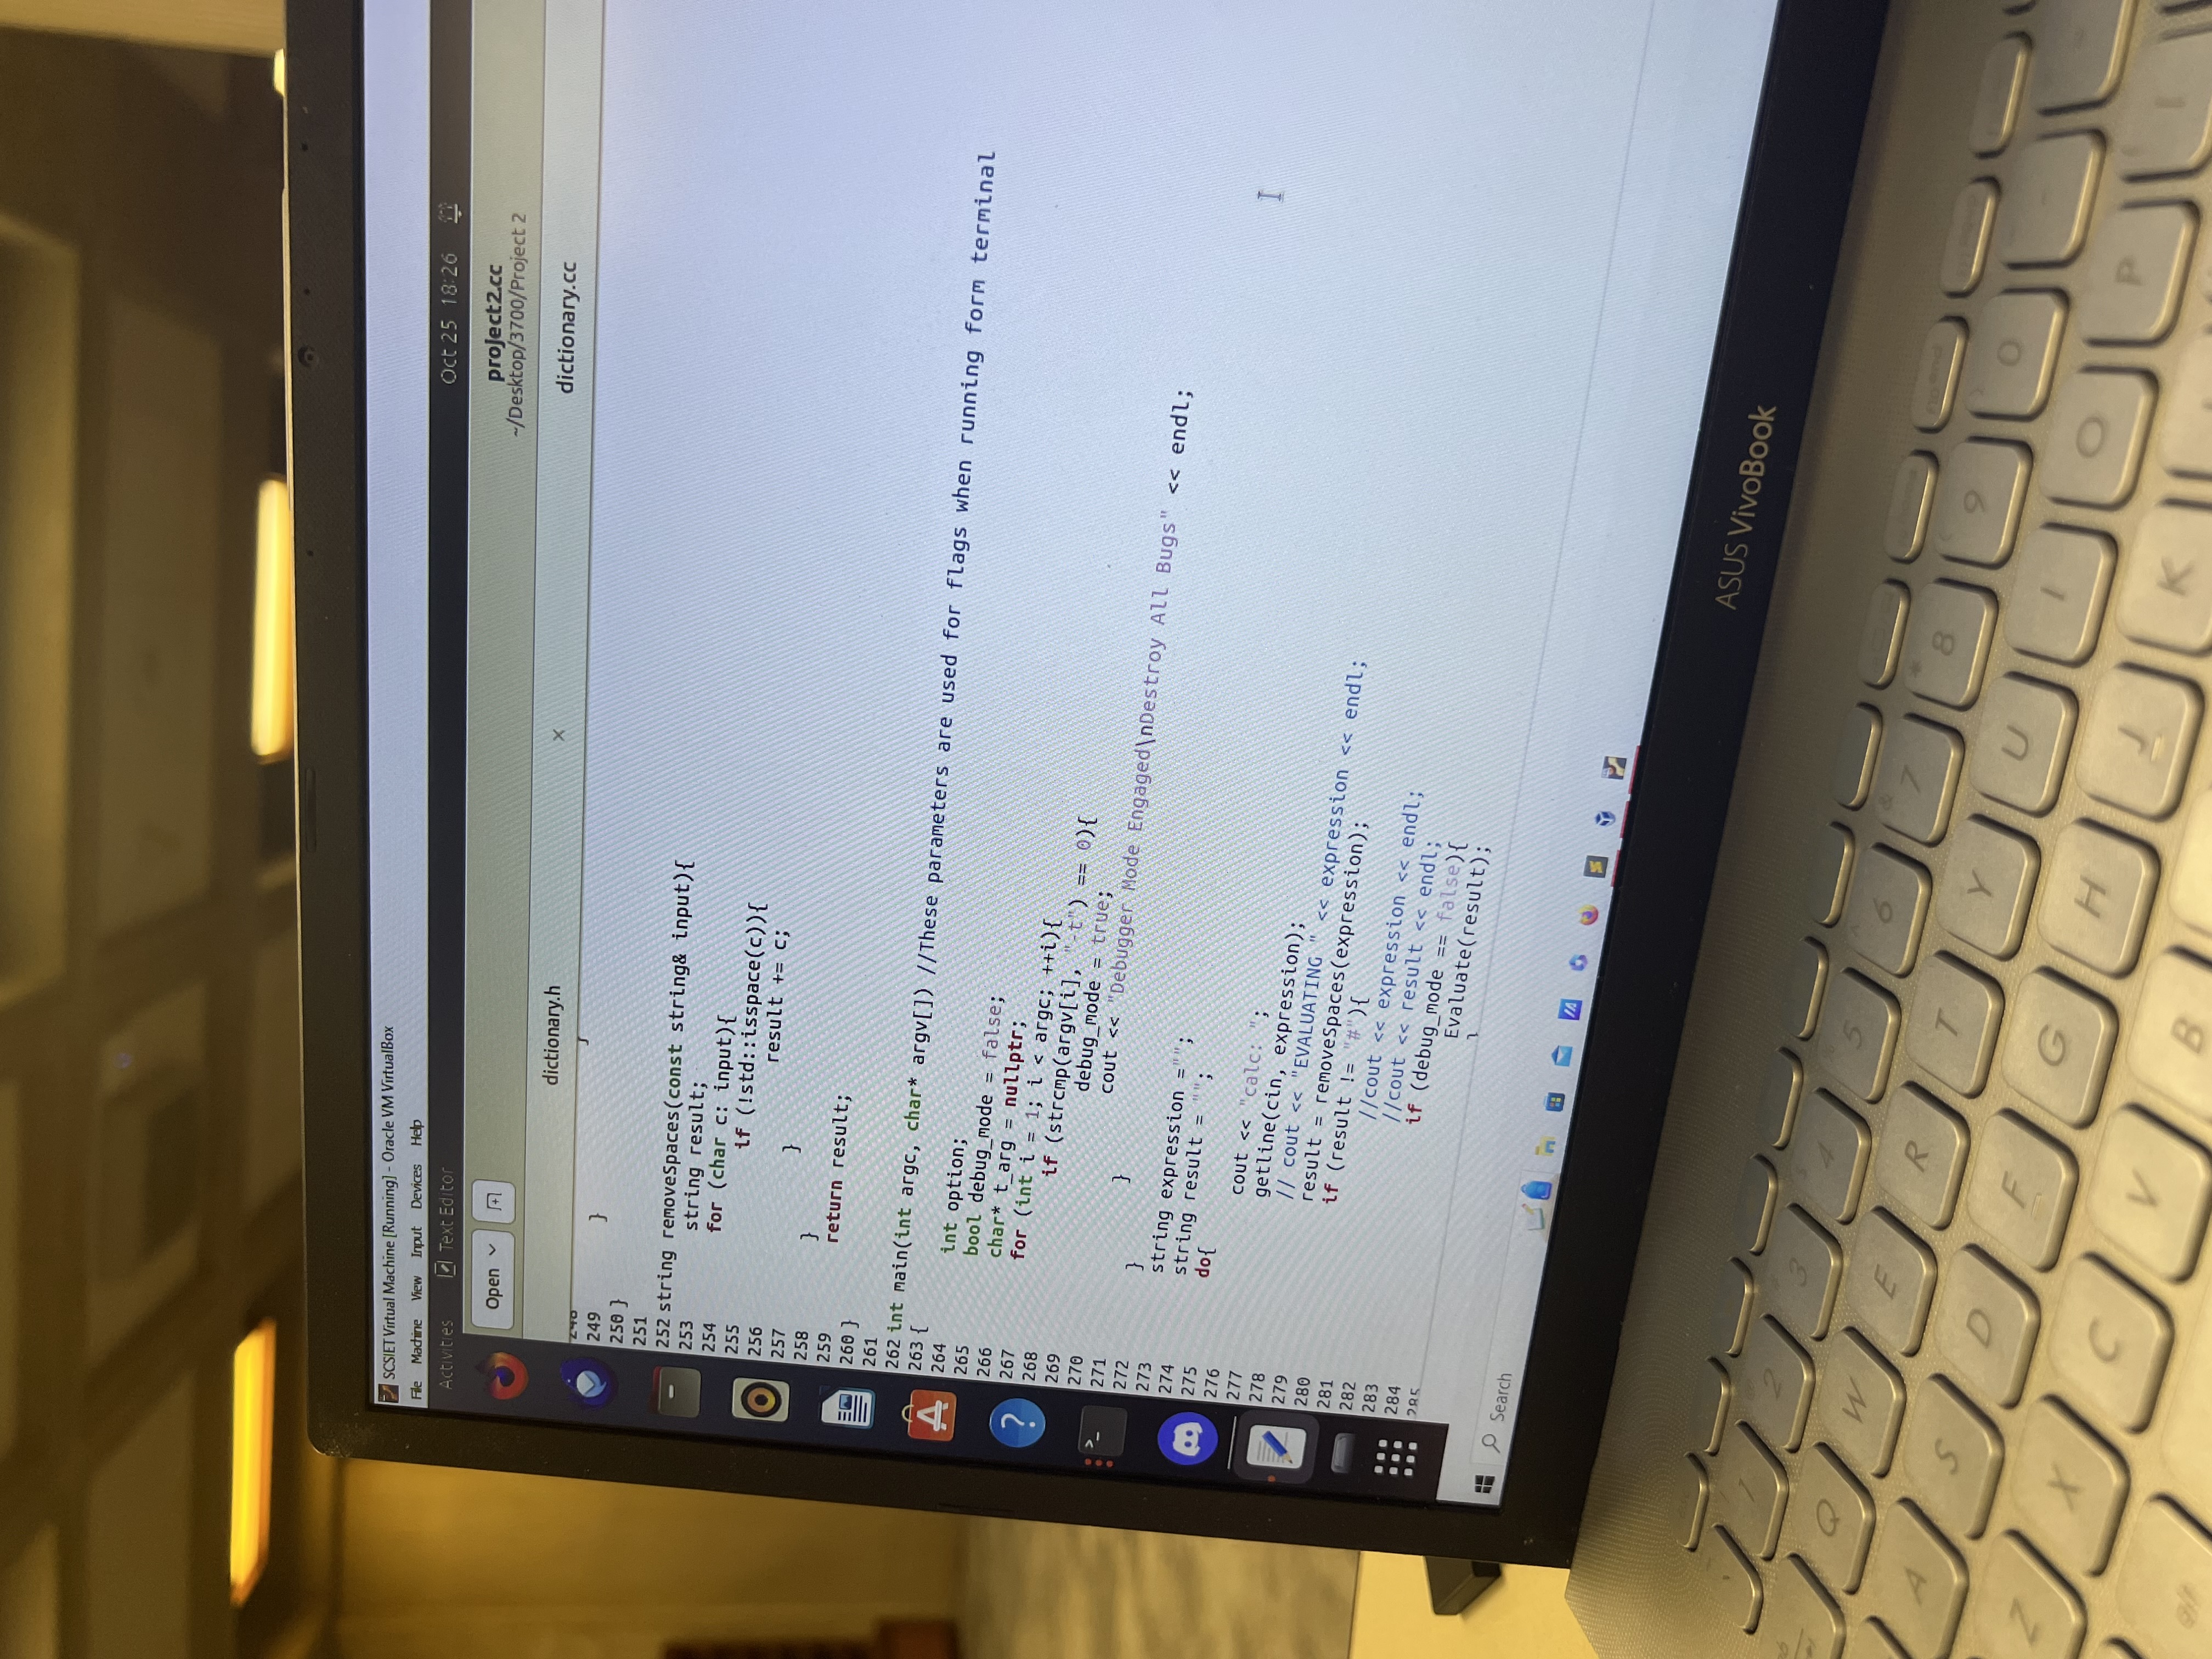 SCSIET Virtual Machine [Running] - Oracle VM VirtualBox
File Machine View Input Devices Help
Activities Text Editor Oct 25 18:26
Open project2.cc
~/Desktop/3700/Project 2
dictionary.h × dictionary.cc
248 }
249 }
250 }
251
252 string removeSpaces(const string& input){
253 string result;
254 for (char c: input){
255 if (!std::isspace(c)){
256 result += c;
257 }
258 }
259 return result;
260 }
261
262 int main(int argc, char* argv[]) //These parameters are used for flags when running form terminal
263 {
264 int option;
265 bool debug_mode = false;
266 char* t_arg = nullptr;
267 for (int i = 1; i < argc; ++i){
268 if (strcmp(argv[i], "-t") == 0){
269 debug_mode = true;
270 cout << "Debugger Mode Engaged\nDestroy All Bugs" << endl;
271 }
272 }
273 string expression ="";
274 string result = "";
275 do{
276
277 cout << "calc: ";
278 getline(cin, expression);
279 // cout << "EVALUATING " << expression << endl;
280 result = removeSpaces(expression);
281 if (result != "#"){
282 //cout << expression << endl;
283 //cout << result << endl;
284 if (debug_mode == false){
285 Evaluate(result);
}
Search
ASUS VivoBook
1 2 3 4 5 6 & 7 * 8 ( 9 ) 0 -
Q W E R T Y U I O P [
A S D F G H J K
Z X C V B
alt